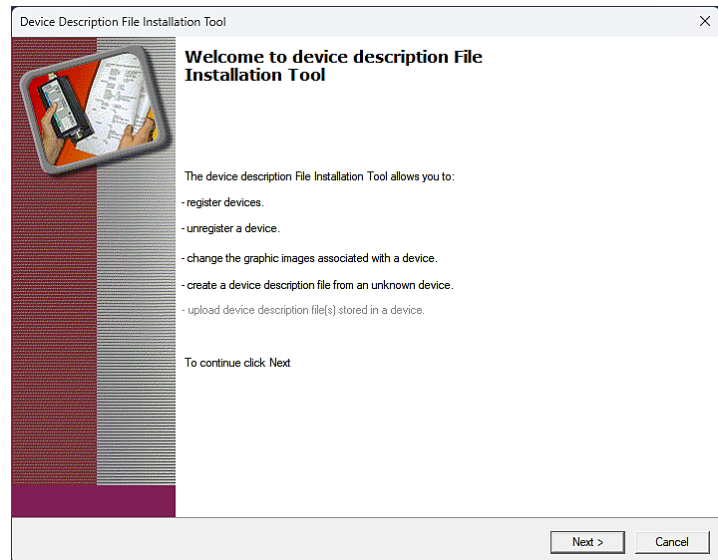 Device Description File Installation Tool
Welcome to device description File
Installation Tool
The device description File Installation Tool allows you to:
- register devices.
- unregister a device.
- change the graphic images associated with a device.
- create a device description file from an unknown device.
- upload device description file(s) stored in a device.
To continue click Next
Next >
Cancel